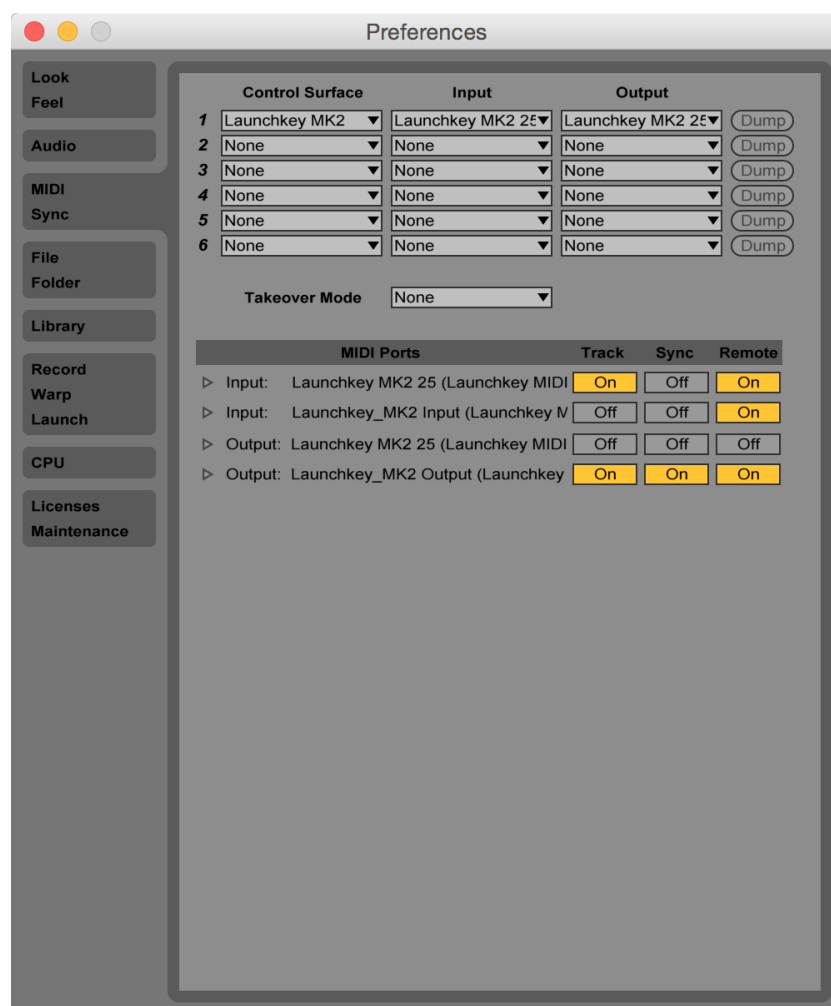 Preferences
Look
Feel
Audio
MIDI
Sync
File
Folder
Library
Record
Warp
Launch
CPU
Licenses
Maintenance
Control Surface Input Output
1 Launchkey MK2 Launchkey MK2 25 Launchkey MK2 25 Dump
2 None None None Dump
3 None None None Dump
4 None None None Dump
5 None None None Dump
6 None None None Dump
Takeover Mode None
MIDI Ports Track Sync Remote
Input: Launchkey MK2 25 (Launchkey MIDI On Off On
Input: Launchkey_MK2 Input (Launchkey M Off Off On
Output: Launchkey MK2 25 (Launchkey MIDI Off Off Off
Output: Launchkey_MK2 Output (Launchkey On On On